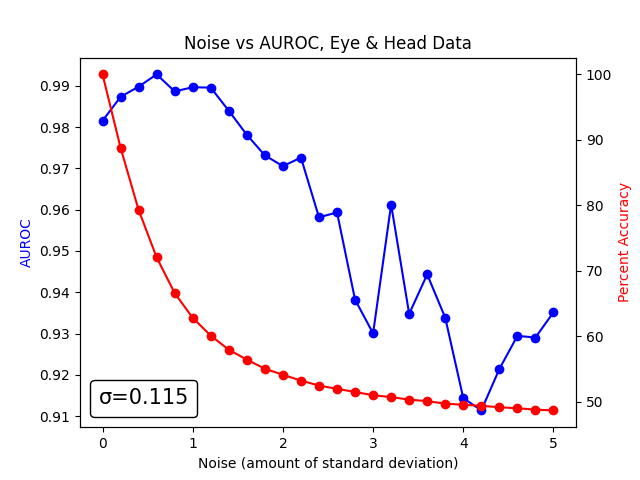 Noise vs AUROC, Eye & Head Data
0.99
0.98
0.97
0.96
0.95
0.94
0.93
0.92
0.91
AUROC
100
90
80
70
60
50
Percent Accuracy
σ=0.115
0 1 2 3 4 5
Noise (amount of standard deviation)